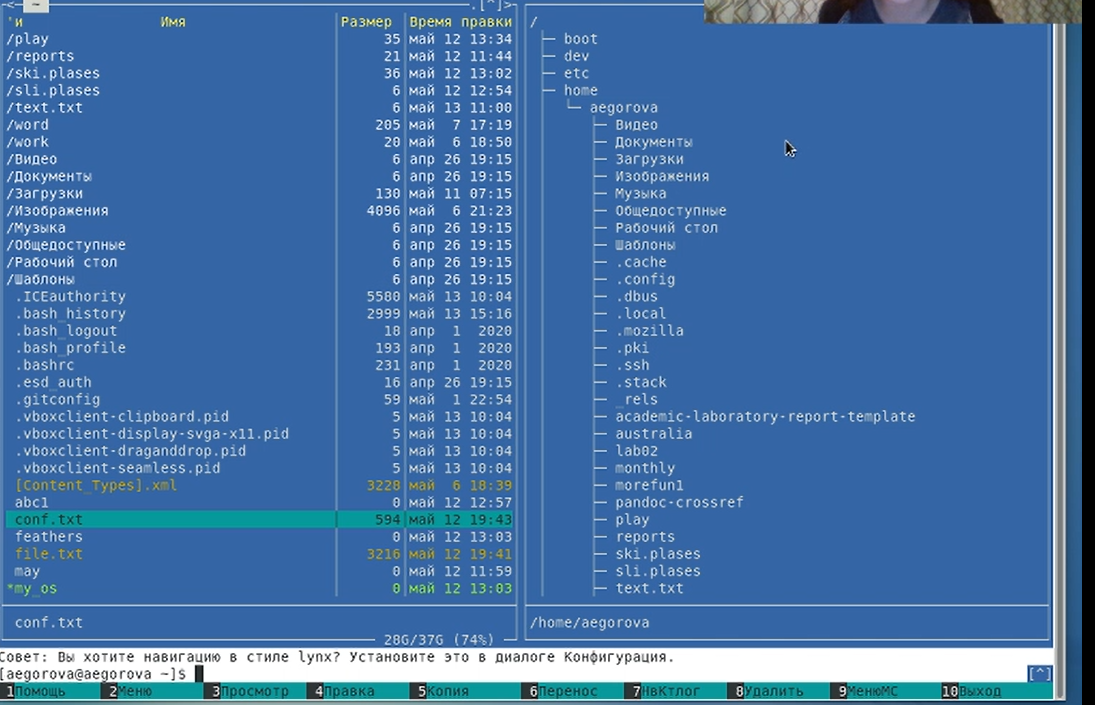 <- ~ .[^]>
'и Имя Размер Время правки
/play 35 май 12 13:34
/reports 21 май 12 11:44
/ski.plases 36 май 12 13:02
/sli.plases 6 май 12 12:54
/text.txt 6 май 13 11:00
/word 205 май 7 17:19
/work 20 май 6 18:50
/Видео 6 апр 26 19:15
/Документы 6 апр 26 19:15
/Загрузки 130 май 11 07:15
/Изображения 4096 май 6 21:23
/Музыка 6 апр 26 19:15
/Общедоступные 6 апр 26 19:15
/Рабочий стол 6 апр 26 19:15
/Шаблоны 6 апр 26 19:15
.ICEauthority 5580 май 13 10:04
.bash_history 2999 май 13 15:16
.bash_logout 18 апр 1 2020
.bash_profile 193 апр 1 2020
.bashrc 231 апр 1 2020
.esd_auth 16 апр 26 19:15
.gitconfig 59 май 1 22:54
.vboxclient-clipboard.pid 5 май 13 10:04
.vboxclient-display-svga-x11.pid 5 май 13 10:04
.vboxclient-draganddrop.pid 5 май 13 10:04
.vboxclient-seamless.pid 5 май 13 10:04
[Content_Types].xml 3228 май 6 18:39
abc1 0 май 12 12:57
conf.txt 594 май 12 19:43
feathers 0 май 12 13:03
file.txt 3216 май 12 19:41
may 0 май 12 11:59
*my_os 0 май 12 13:03
conf.txt
28G/37G (74%)
/
boot
dev
etc
home
aegorova
Видео
Документы
Загрузки
Изображения
Музыка
Общедоступные
Рабочий стол
Шаблоны
.cache
.config
.dbus
.local
.mozilla
.pki
.ssh
.stack
_rels
academic-laboratory-report-template
australia
lab02
monthly
morefun1
pandoc-crossref
play
reports
ski.plases
sli.plases
text.txt
/home/aegorova
Совет: Вы хотите навигацию в стиле lynx? Установите это в диалоге Конфигурация.
[aegorova@aegorova ~]$ [^]
1Помощь 2Меню 3Просмотр 4Правка 5Копия 6Перенос 7НвКтлог 8Удалить 9МенюMC 10Выход